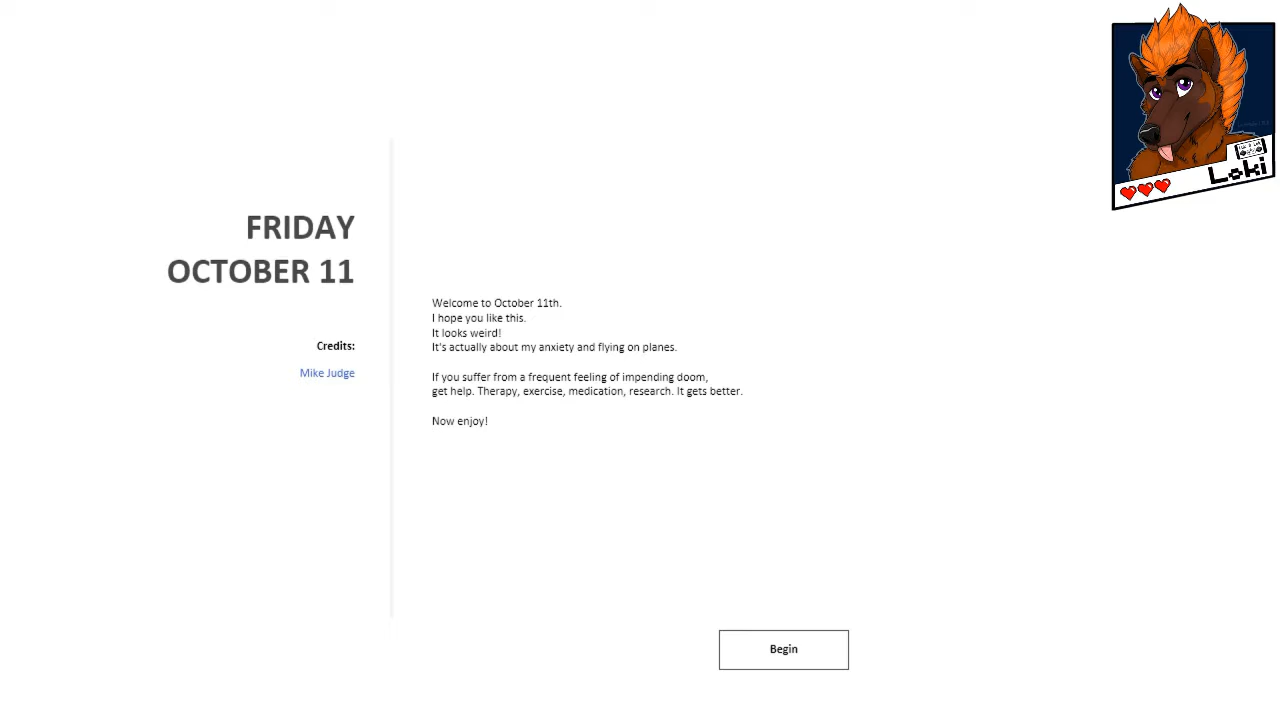 FRIDAY
OCTOBER 11
Credits:
Mike Judge
Welcome to October 11th.
I hope you like this.
It looks weird!
It's actually about my anxiety and flying on planes.
If you suffer from a frequent feeling of impending doom,
get help. Therapy, exercise, medication, research. It gets better.
Now enjoy!
Begin
Loki